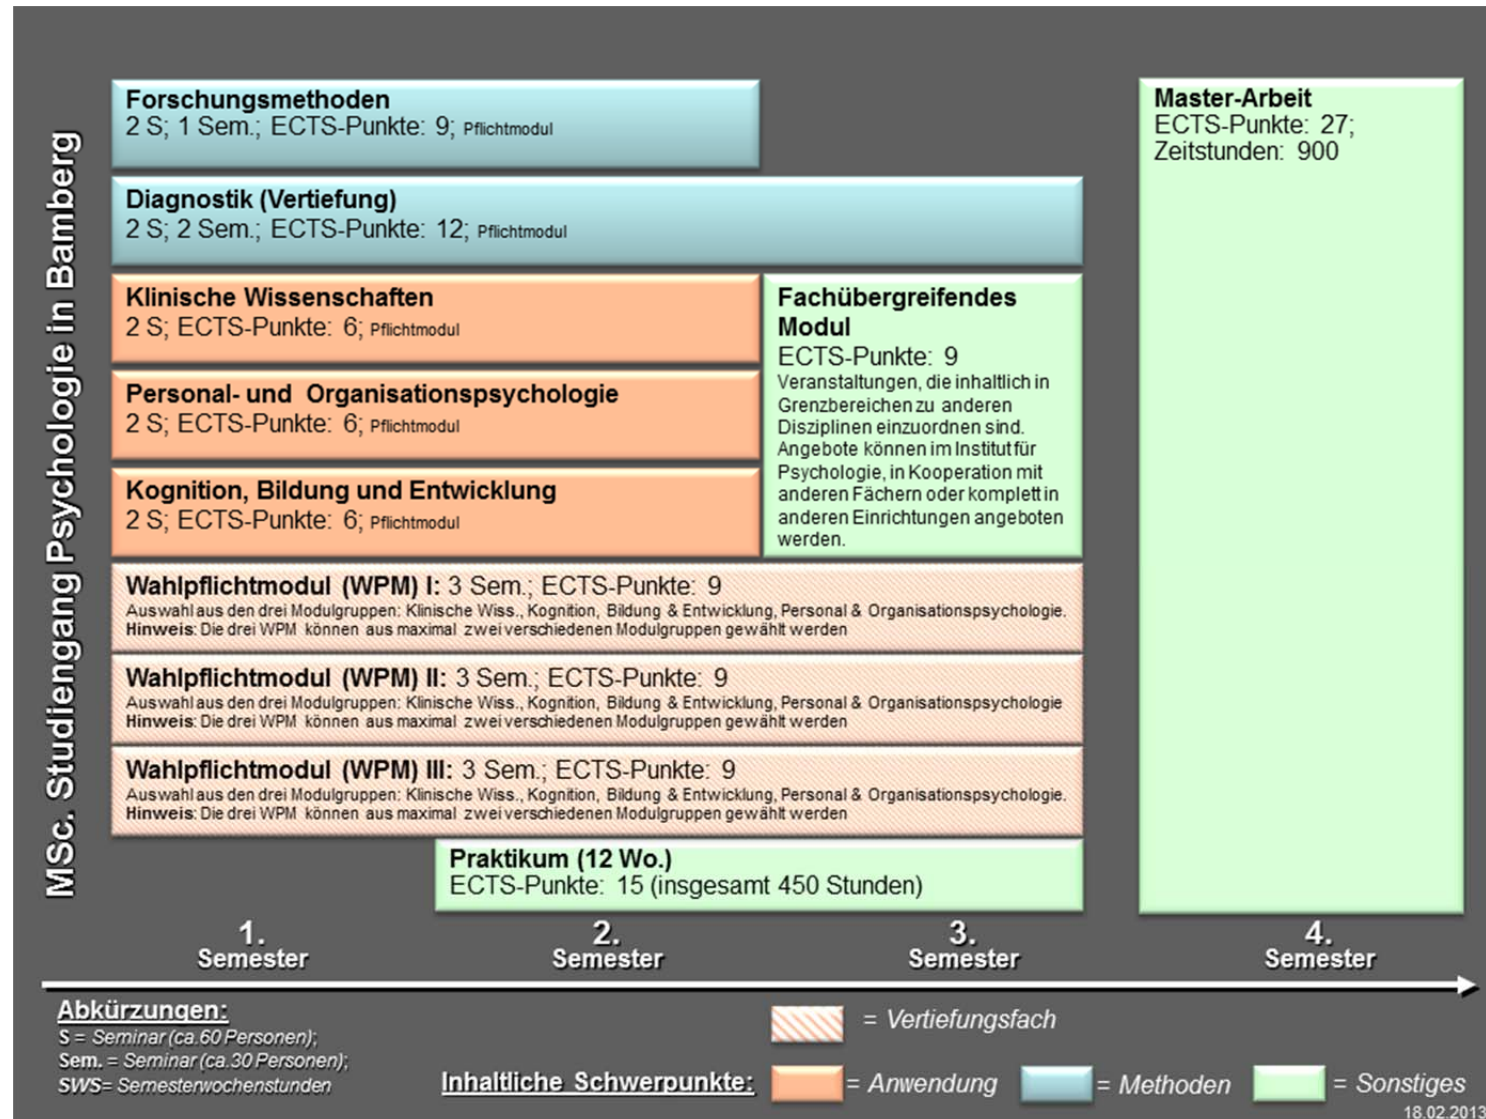 MSc. Studiengang Psychologie in Bamberg
Forschungsmethoden
2 S; 1 Sem.; ECTS-Punkte: 9; Pflichtmodul
Diagnostik (Vertiefung)
2 S; 2 Sem.; ECTS-Punkte: 12; Pflichtmodul
Klinische Wissenschaften
2 S; ECTS-Punkte: 6; Pflichtmodul
Personal- und Organisationspsychologie
2 S; ECTS-Punkte: 6; Pflichtmodul
Kognition, Bildung und Entwicklung
2 S; ECTS-Punkte: 6; Pflichtmodul
Fachübergreifendes
Modul
ECTS-Punkte: 9
Veranstaltungen, die inhaltlich in
Grenzbereichen zu anderen
Disziplinen einzuordnen sind.
Angebote können im Institut für
Psychologie, in Kooperation mit
anderen Fächern oder komplett in
anderen Einrichtungen angeboten
werden.
Wahlpflichtmodul (WPM) I: 3 Sem.; ECTS-Punkte: 9
Auswahl aus den drei Modulgruppen: Klinische Wiss., Kognition, Bildung & Entwicklung, Personal & Organisationspsychologie.
Hinweis: Die drei WPM können aus maximal zwei verschiedenen Modulgruppen gewählt werden
Wahlpflichtmodul (WPM) II: 3 Sem.; ECTS-Punkte: 9
Auswahl aus den drei Modulgruppen: Klinische Wiss., Kognition, Bildung & Entwicklung, Personal & Organisationspsychologie
Hinweis: Die drei WPM können aus maximal zwei verschiedenen Modulgruppen gewählt werden
Wahlpflichtmodul (WPM) III: 3 Sem.; ECTS-Punkte: 9
Auswahl aus den drei Modulgruppen: Klinische Wiss., Kognition, Bildung & Entwicklung, Personal & Organisationspsychologie.
Hinweis: Die drei WPM können aus maximal zwei verschiedenen Modulgruppen gewählt werden
Praktikum (12 Wo.)
ECTS-Punkte: 15 (insgesamt 450 Stunden)
Master-Arbeit
ECTS-Punkte: 27;
Zeitstunden: 900
1.
Semester
2.
Semester
3.
Semester
4.
Semester
Abkürzungen:
S = Seminar (ca.60 Personen);
Sem. = Seminar (ca.30 Personen);
SWS= Semesterwochenstunden
= Vertiefungsfach
Inhaltliche Schwerpunkte:
= Anwendung
= Methoden
= Sonstiges
18.02.2013